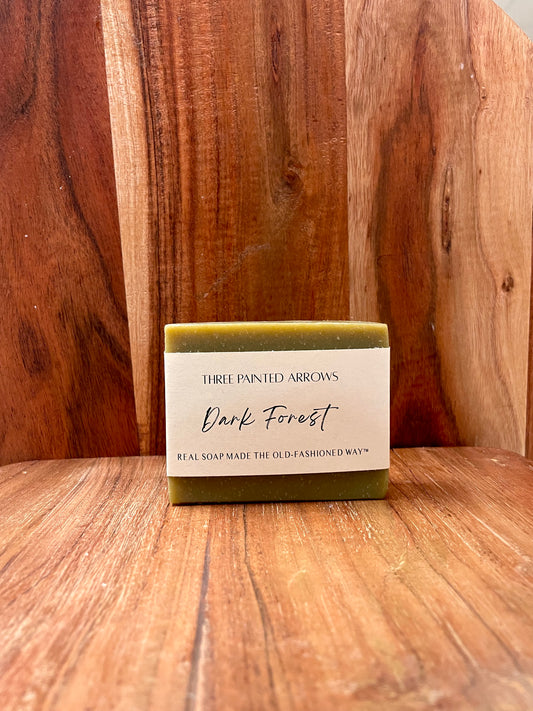 THREE PAINTED ARROWS
Dark Forest
REAL SOAP MADE THE OLD-FASHIONED WAY™